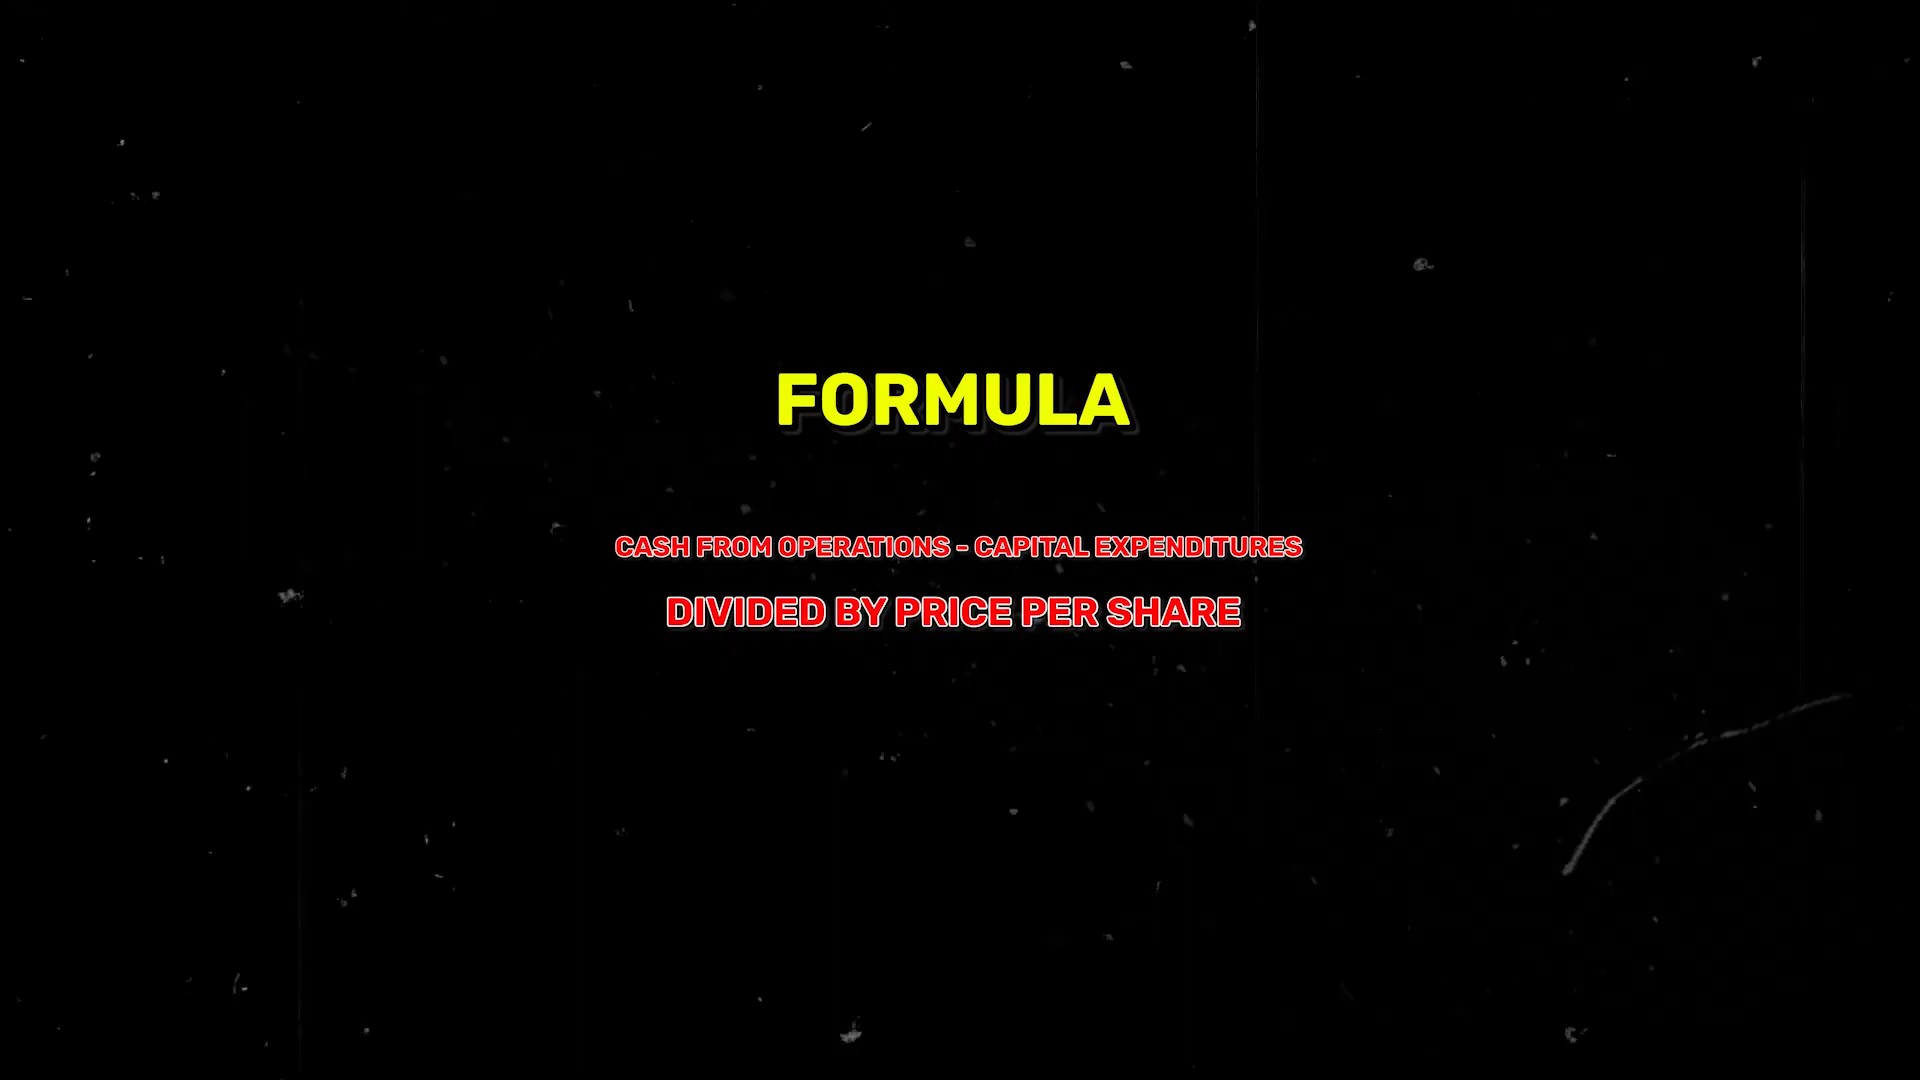 FORMULA
CASH FROM OPERATIONS - CAPITAL EXPENDITURES
DIVIDED BY PRICE PER SHARE